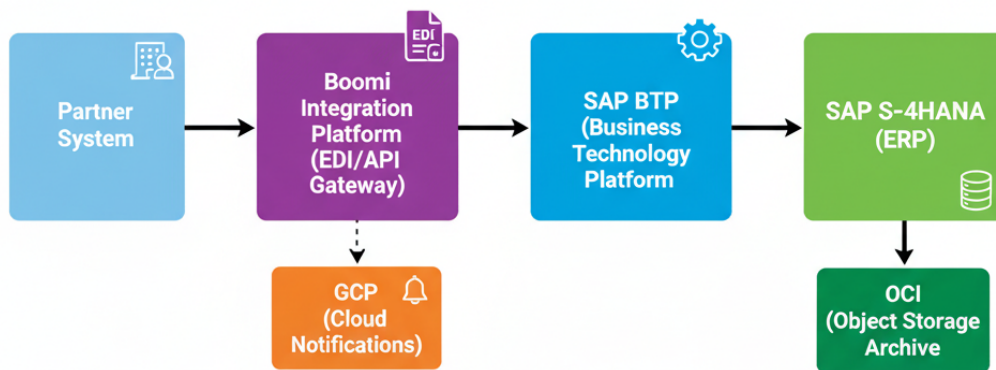 Partner
System
EDI
Boomi
Integration
Platform
(EDI/API
Gateway)
SAP BTP
(Business
Technology
Platform
SAP S-4HANA
(ERP)
GCP
(Cloud
Notifications)
OCI
(Object Storage
Archive